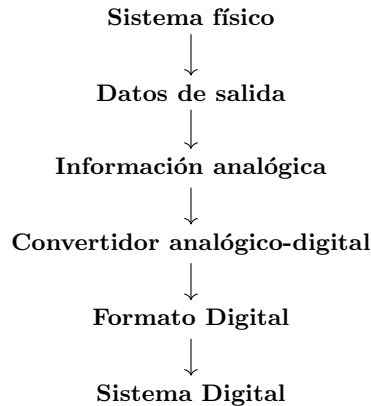 Sistema físico
Datos de salida
Información analógica
Convertidor analógico-digital
Formato Digital
Sistema Digital